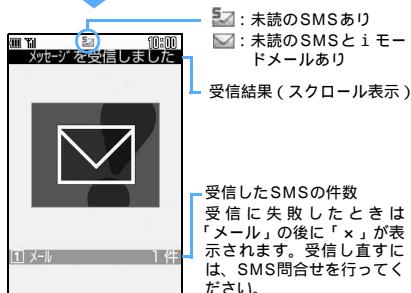 ：未読のSMSあり
：未読のSMSとｉモー
ドメールあり
10:00
メッセージを受信しました
受信結果（スクロール表示）
受信したSMSの件数
受信に失敗したときは
「メール」の後に「×」が表
示されます。受信し直すに
は、SMS問合せを行ってく
ださい。
1 メール 1件